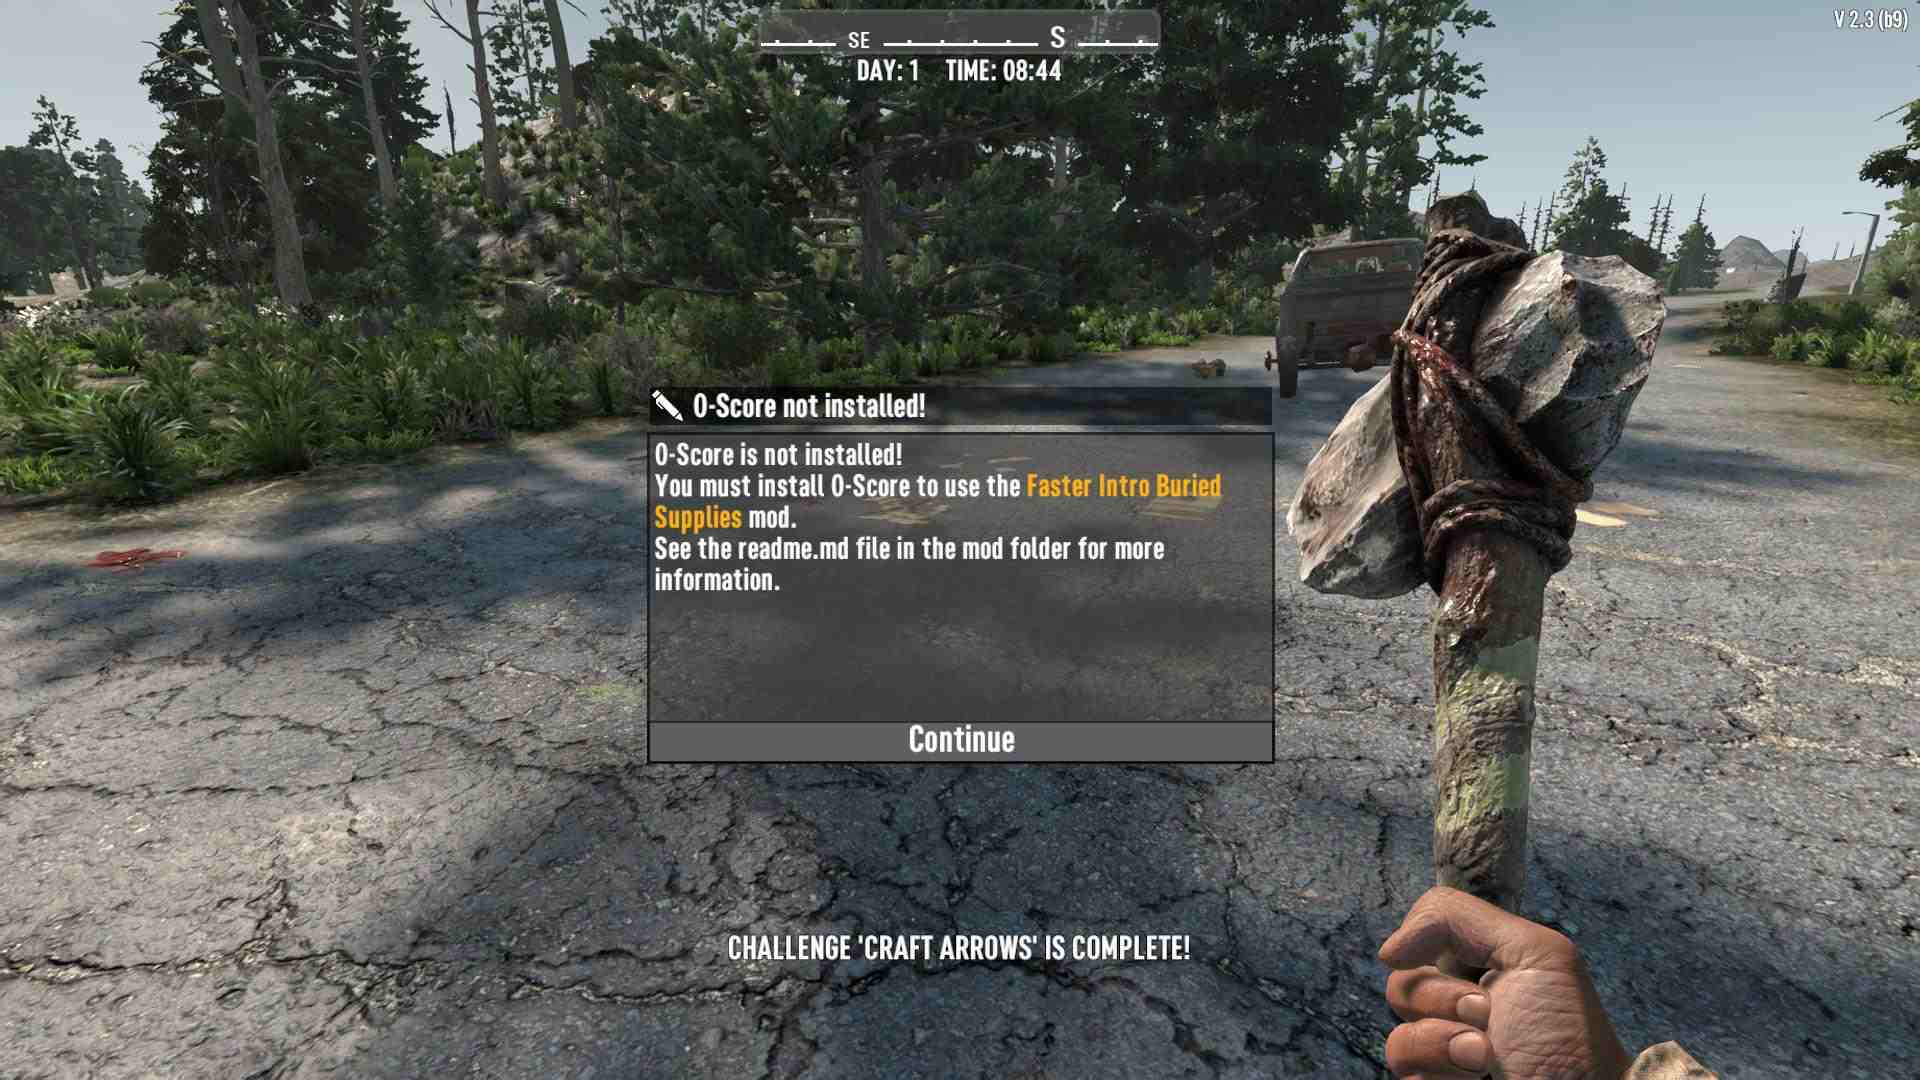 V 2.3 (b9)
SE S
DAY: 1 TIME: 08:44
0-Score not installed!
0-Score is not installed!
You must install 0-Score to use the Faster Intro Buried
Supplies mod.
See the readme.md file in the mod folder for more
information.
Continue
CHALLENGE 'CRAFT ARROWS' IS COMPLETE!